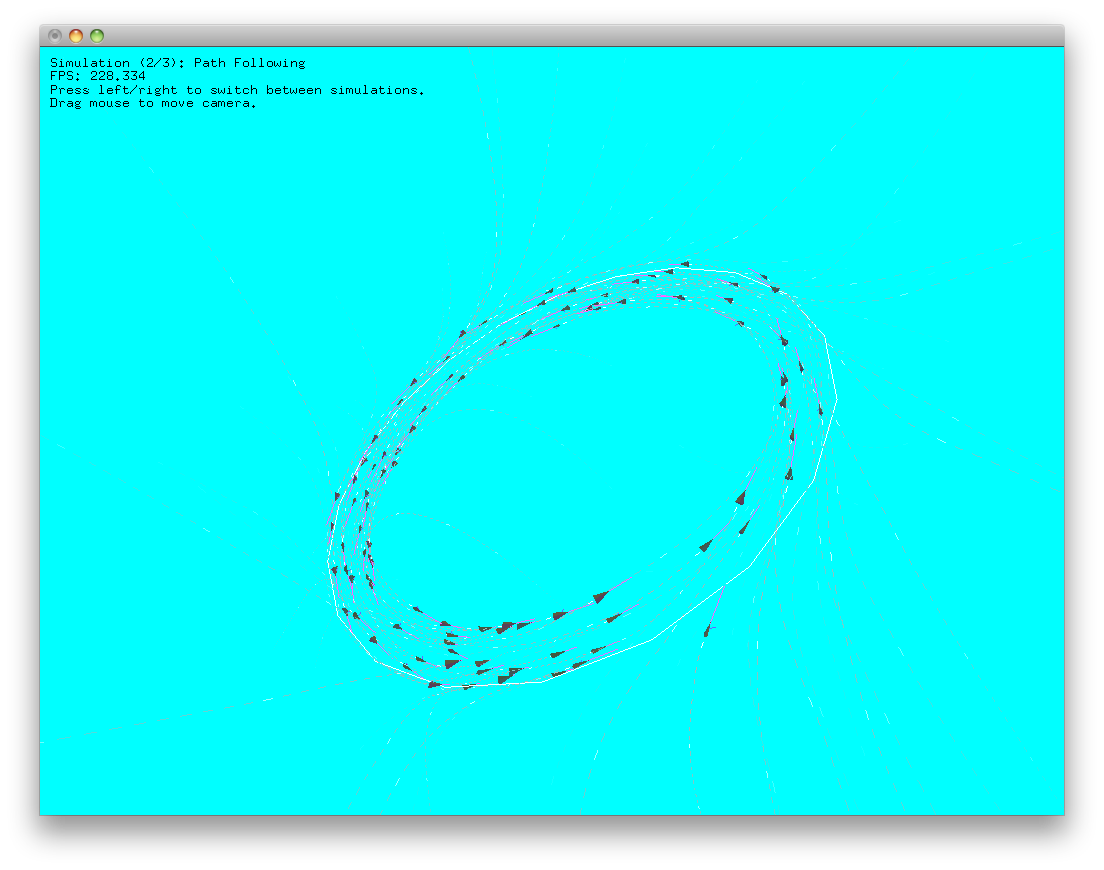 Simulation (2/3): Path Following
FPS: 228.334
Press left/right to switch between simulations.
Drag mouse to move camera.